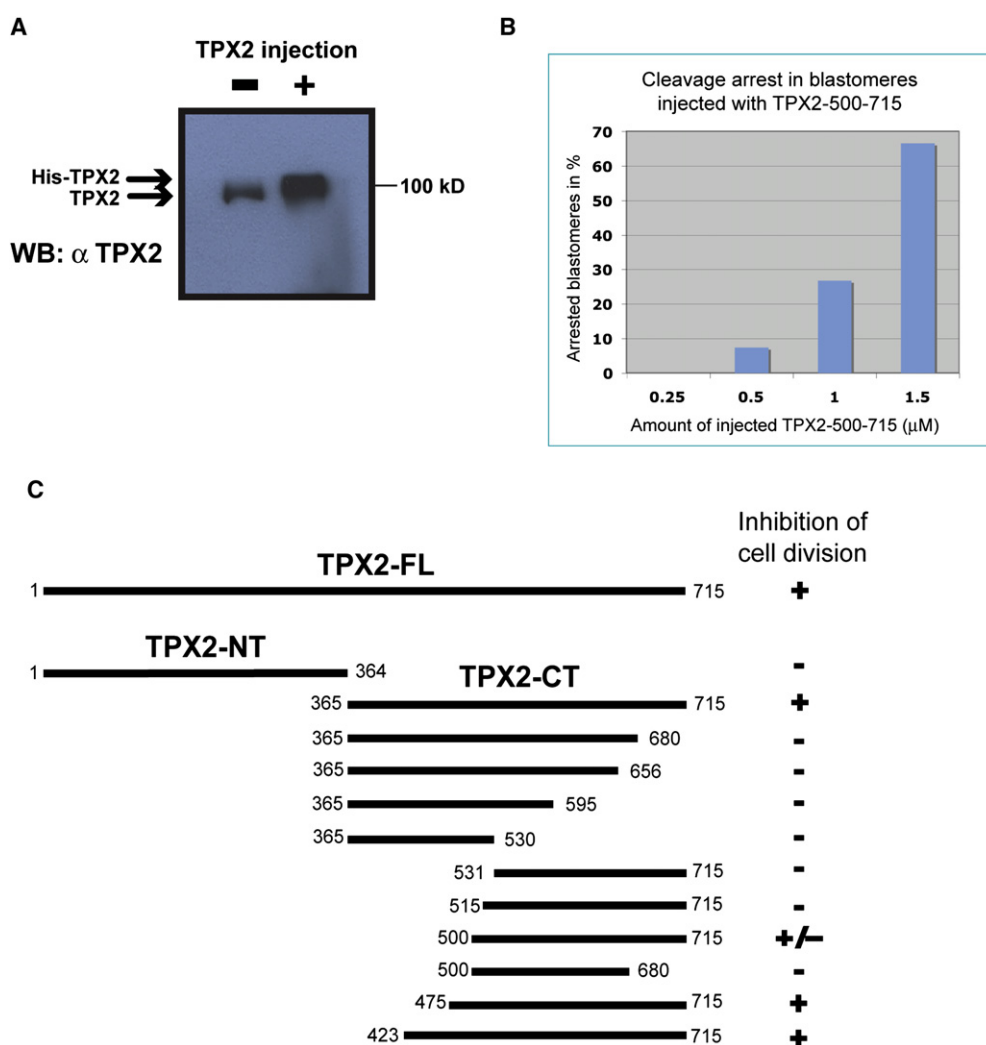 A
TPX2 injection
- +
His-TPX2
TPX2
100 kD
WB: α TPX2
B
Cleavage arrest in blastomeres
injected with TPX2-500-715
Arrested blastomeres in %
70
60
50
40
30
20
10
0
0.25 0.5 1 1.5
Amount of injected TPX2-500-715 (μM)
C
Inhibition of
cell division
TPX2-FL
1 715 +
TPX2-NT
1 364 -
TPX2-CT
365 715 +
365 680 -
365 656 -
365 595 -
365 530 -
531 715 -
515 715 -
500 715 +/-
500 680 -
475 715 +
423 715 +